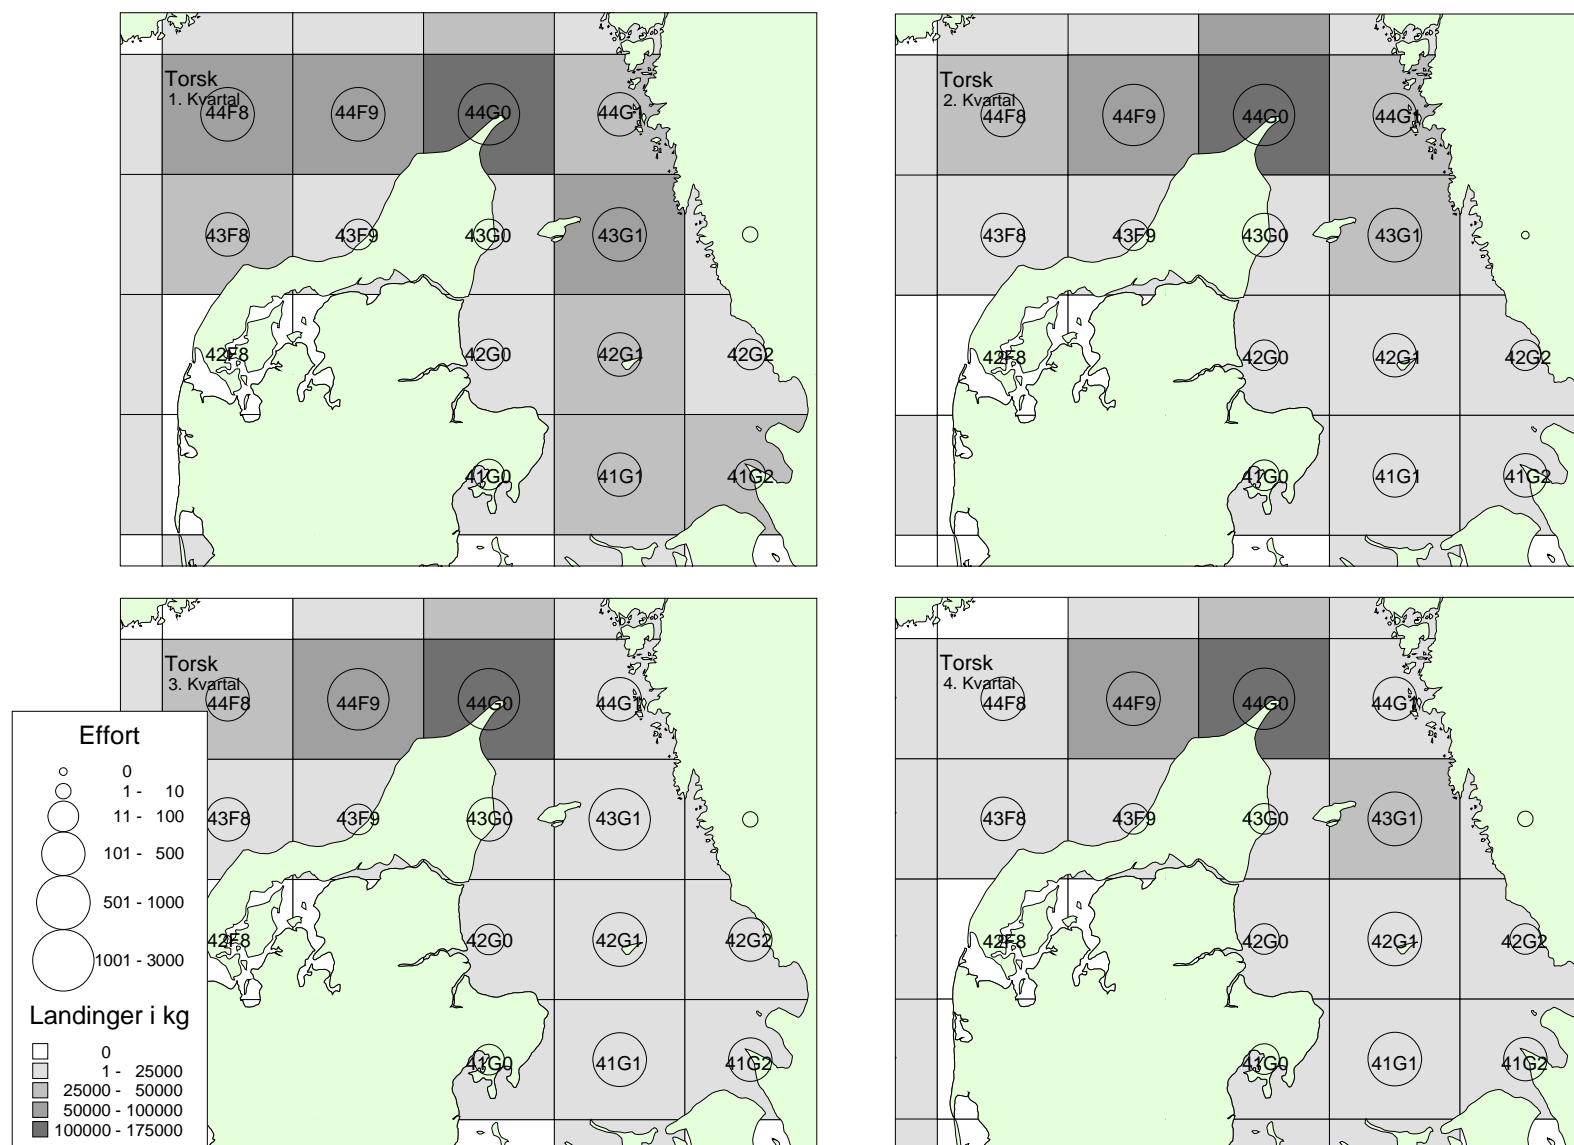 Torsk
1. Kvartal
44F8 44F9 44G0 44G1
43F8 43F9 43G0 43G1
42F8 42G0 42G1 42G2
41G0 41G1 41G2
Torsk
2. Kvartal
44F8 44F9 44G0 44G1
43F8 43F9 43G0 43G1
42F8 42G0 42G1 42G2
41G0 41G1 41G2
Torsk
3. Kvartal
44F8 44F9 44G0 44G1
43F8 43F9 43G0 43G1
42F8 42G0 42G1 42G2
41G0 41G1 41G2
Torsk
4. Kvartal
44F8 44F9 44G0 44G1
43F8 43F9 43G0 43G1
42F8 42G0 42G1 42G2
41G0 41G1 41G2
Effort
0
1 - 10
11 - 100
101 - 500
501 - 1000
1001 - 3000
Landinger i kg
0
1 - 25000
25000 - 50000
50000 - 100000
100000 - 175000